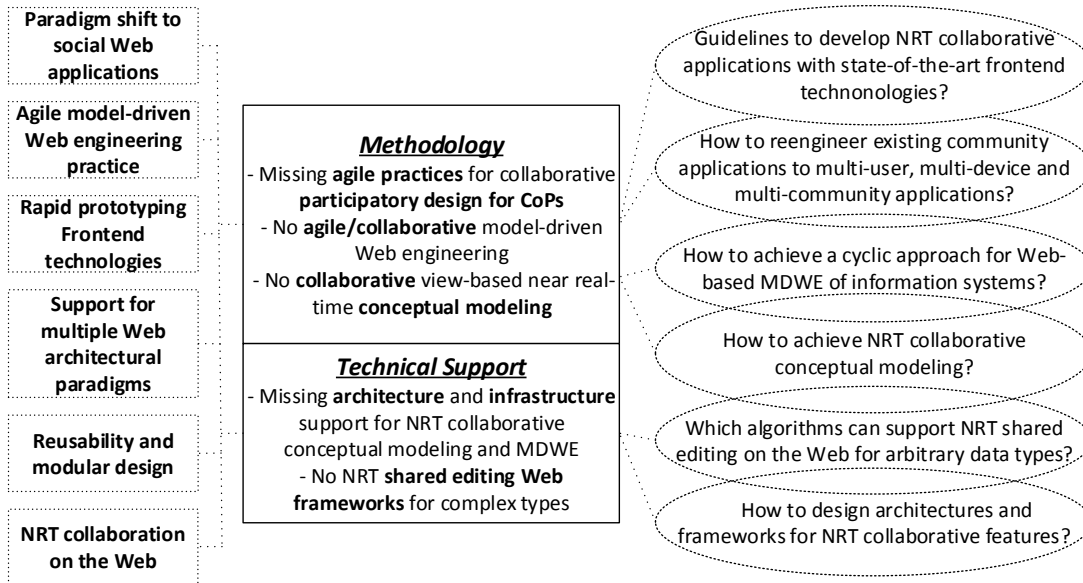 Paradigm shift to
social Web
applications
Agile model-driven
Web engineering
practice
Rapid prototyping
Frontend
technologies
Support for
multiple Web
architectural
paradigms
Reusability and
modular design
NRT collaboration
on the Web
Methodology
- Missing agile practices for collaborative
participatory design for CoPs
- No agile/collaborative model-driven
Web engineering
- No collaborative view-based near real-
time conceptual modeling
Technical Support
- Missing architecture and infrastructure
support for NRT collaborative
conceptual modeling and MDWE
- No NRT shared editing Web
frameworks for complex types
Guidelines to develop NRT collaborative
applications with state-of-the-art frontend
technonologies?
How to reengineer existing community
applications to multi-user, multi-device and
multi-community applications?
How to achieve a cyclic approach for Web-
based MDWE of information systems?
How to achieve NRT collaborative
conceptual modeling?
Which algorithms can support NRT shared
editing on the Web for arbitrary data types?
How to design architectures and
frameworks for NRT collaborative features?